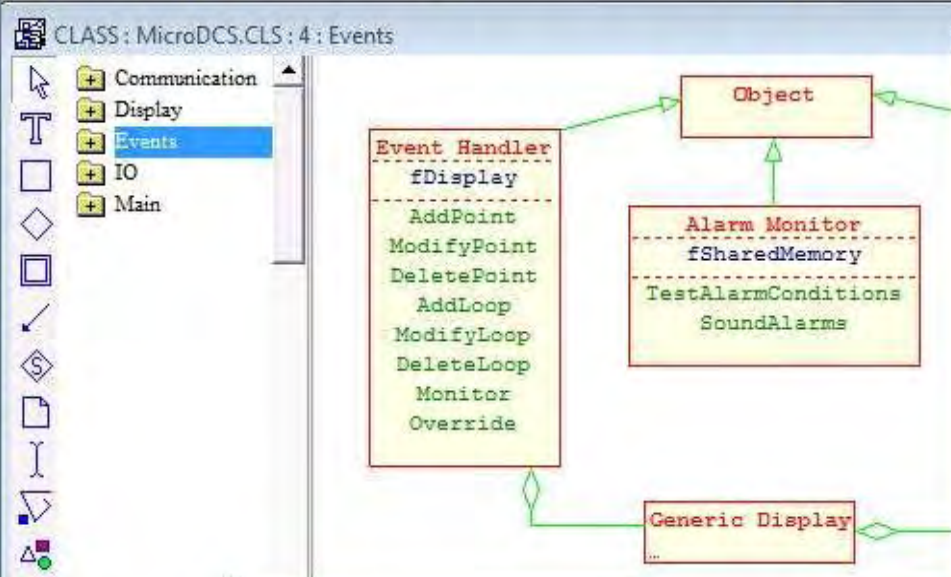 CLASS : MicroDCS.CLS : 4 : Events
Communication
Display
Events
IO
Main
T
S
Object
Event Handler
fDisplay
AddPoint
ModifyPoint
DeletePoint
AddLoop
ModifyLoop
DeleteLoop
Monitor
Override
Alarm Monitor
fSharedMemory
TestAlarmConditions
SoundAlarms
Generic Display
...